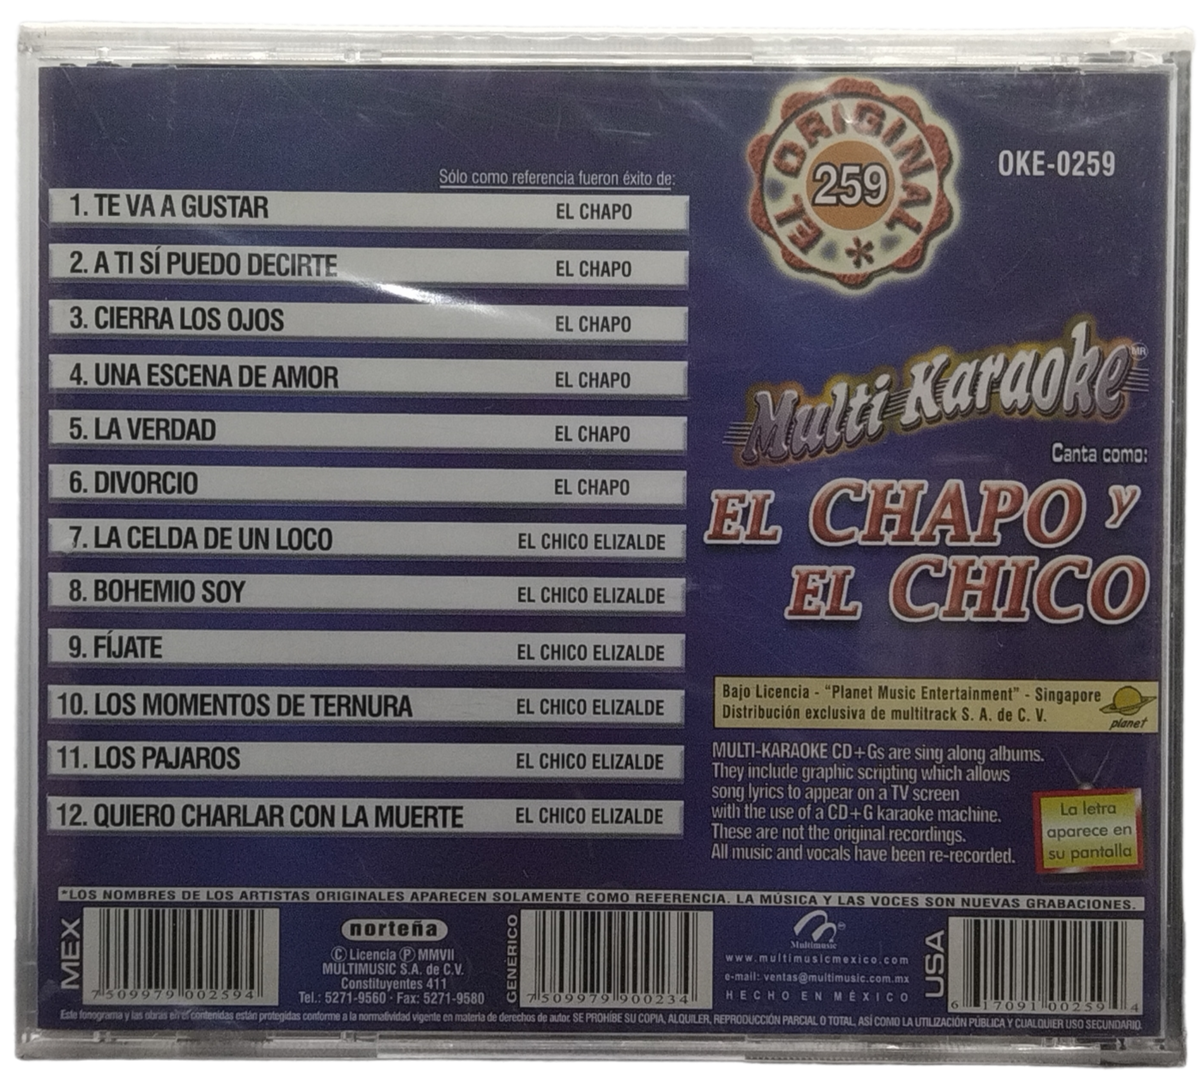 Sólo como referencia fueron éxito de:
1. TE VA A GUSTAR EL CHAPO
2. A TI SÍ PUEDO DECIRTE EL CHAPO
3. CIERRA LOS OJOS EL CHAPO
4. UNA ESCENA DE AMOR EL CHAPO
5. LA VERDAD EL CHAPO
6. DIVORCIO EL CHAPO
7. LA CELDA DE UN LOCO EL CHICO ELIZALDE
8. BOHEMIO SOY EL CHICO ELIZALDE
9. FÍJATE EL CHICO ELIZALDE
10. LOS MOMENTOS DE TERNURA EL CHICO ELIZALDE
11. LOS PAJAROS EL CHICO ELIZALDE
12. QUIERO CHARLAR CON LA MUERTE EL CHICO ELIZALDE
EL ORIGINAL *
259
OKE-0259
Multi Karaoke MR
Canta como:
EL CHAPO Y
EL CHICO
Bajo Licencia - "Planet Music Entertainment" - Singapore
Distribución exclusiva de multitrack S. A. de C. V.
planet
MULTI-KARAOKE CD+Gs are sing along albums.
They include graphic scripting which allows
song lyrics to appear on a TV screen
with the use of a CD+G karaoke machine.
These are not the original recordings.
All music and vocals have been re-recorded.
La letra
aparece en
su pantalla
*LOS NOMBRES DE LOS ARTISTAS ORIGINALES APARECEN SOLAMENTE COMO REFERENCIA. LA MÚSICA Y LAS VOCES SON NUEVAS GRABACIONES.
MEX
7 509979 002594
norteña
Ⓒ Licencia Ⓟ MMVII
MULTIMUSIC S.A. de C.V.
Constituyentes 411
Tel.: 5271-9560 · Fax: 5271-9580
GENERICO
7 509979 900234
Multimusic
www.multimusicmexico.com
e-mail: ventas@multimusic.com.mx
HECHO EN MÉXICO
USA
6 17091 00259 4
Este fonograma y las obras en él contenidas están protegidas conforme a la normatividad vigente en materia de derechos de autor. SE PROHÍBE SU COPIA, ALQUILER, REPRODUCCIÓN PARCIAL O TOTAL, ASÍ COMO LA UTILIZACIÓN PÚBLICA Y CUALQUIER USO SECUNDARIO.